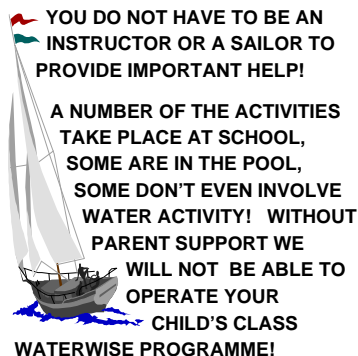 YOU DO NOT HAVE TO BE AN
INSTRUCTOR OR A SAILOR TO
PROVIDE IMPORTANT HELP!
A NUMBER OF THE ACTIVITIES
TAKE PLACE AT SCHOOL,
SOME ARE IN THE POOL,
SOME DON'T EVEN INVOLVE
WATER ACTIVITY! WITHOUT
PARENT SUPPORT WE
WILL NOT BE ABLE TO
OPERATE YOUR
CHILD'S CLASS
WATERWISE PROGRAMME!